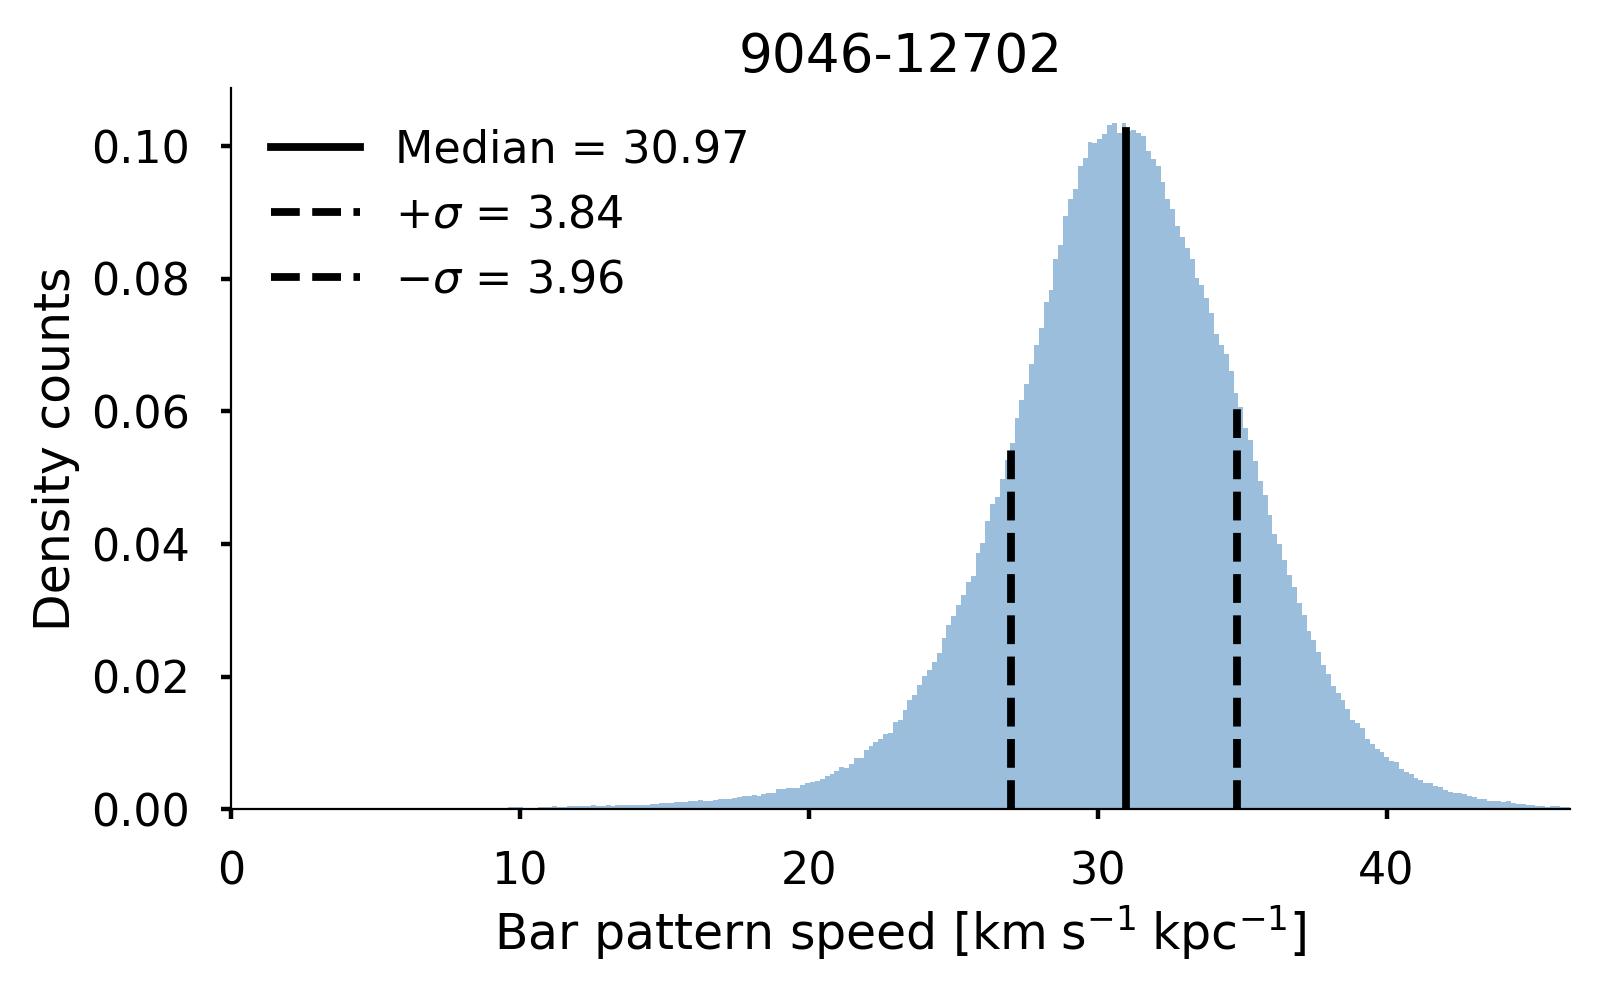 9046-12702
Median = 30.97
+σ = 3.84
−σ = 3.96
Density counts
0.10
0.08
0.06
0.04
0.02
0.00
0 10 20 30 40
Bar pattern speed [km s⁻¹ kpc⁻¹]